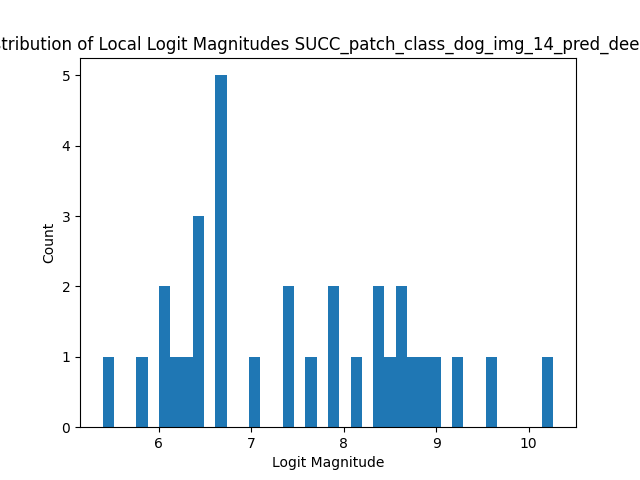 tribution of Local Logit Magnitudes SUCC_patch_class_dog_img_14_pred_dee
5
4
3
2
1
0
Count
6 7 8 9 10
Logit Magnitude